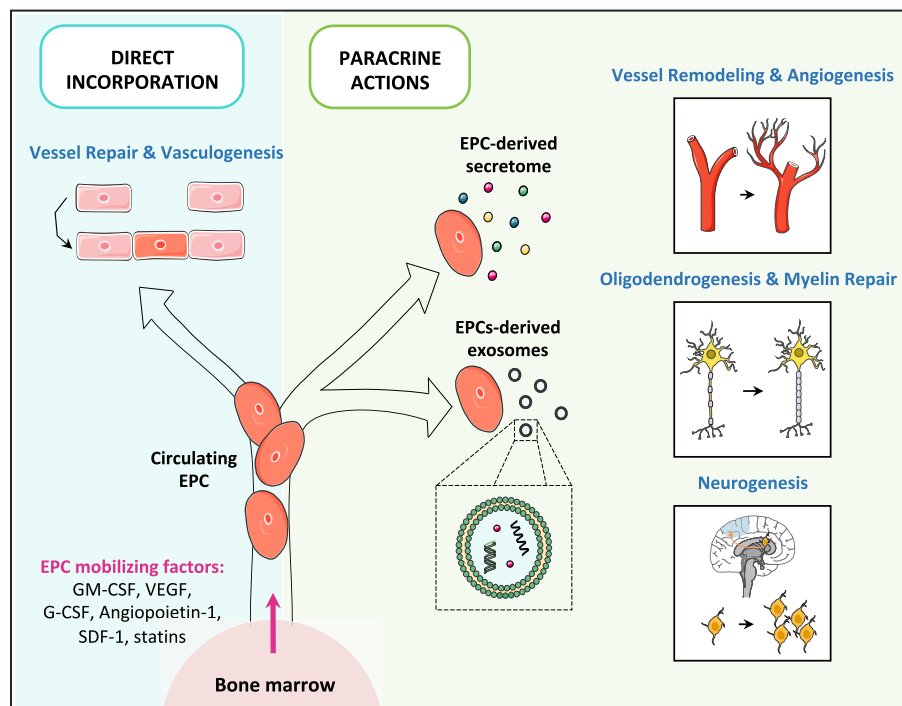 DIRECT
INCORPORATION
PARACRINE
ACTIONS
Vessel Repair & Vasculogenesis
EPC-derived
secretome
EPCs-derived
exosomes
Circulating
EPC
EPC mobilizing factors:
GM-CSF, VEGF,
G-CSF, Angiopoietin-1,
SDF-1, statins
Bone marrow
Vessel Remodeling & Angiogenesis
Oligodendrogenesis & Myelin Repair
Neurogenesis